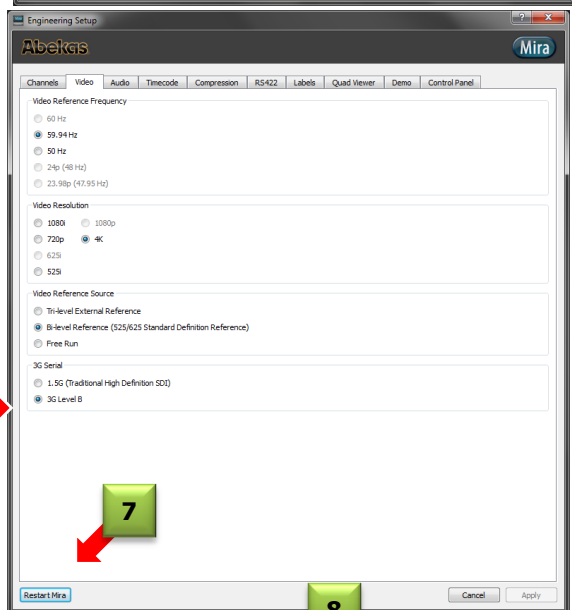 Engineering Setup
Abekas
Mira
Channels Video Audio Timecode Compression RS422 Labels Quad Viewer Demo Control Panel
Video Reference Frequency
60 Hz
59.94 Hz
50 Hz
24p (48 Hz)
23.98p (47.95 Hz)
Video Resolution
1080i 1080p
720p 4K
625i
525i
Video Reference Source
Tri-level External Reference
Bi-level Reference (525/625 Standard Definition Reference)
Free Run
3G Serial
1.5G (Traditional High Definition SDI)
3G Level B
7
Restart Mira 8 Cancel Apply